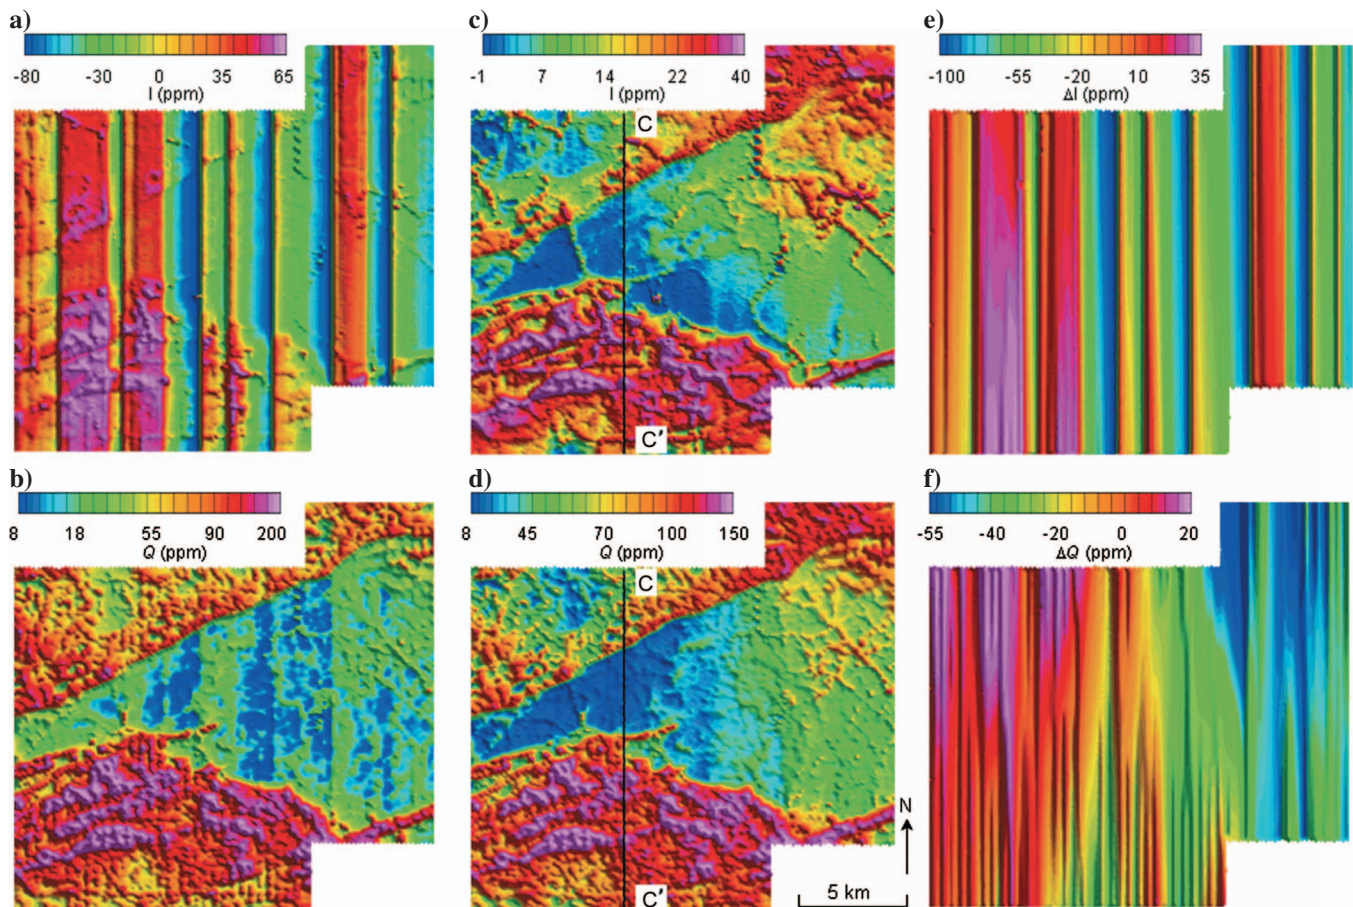 a)
-80 -30 0 35 65
I (ppm)
c)
-1 7 14 22 40
I (ppm)
C
C′
e)
-100 -55 -20 10 35
ΔI (ppm)
b)
8 18 55 90 200
Q (ppm)
d)
8 45 70 100 150
Q (ppm)
C
C′
N
5 km
f)
-55 -40 -20 0 20
ΔQ (ppm)